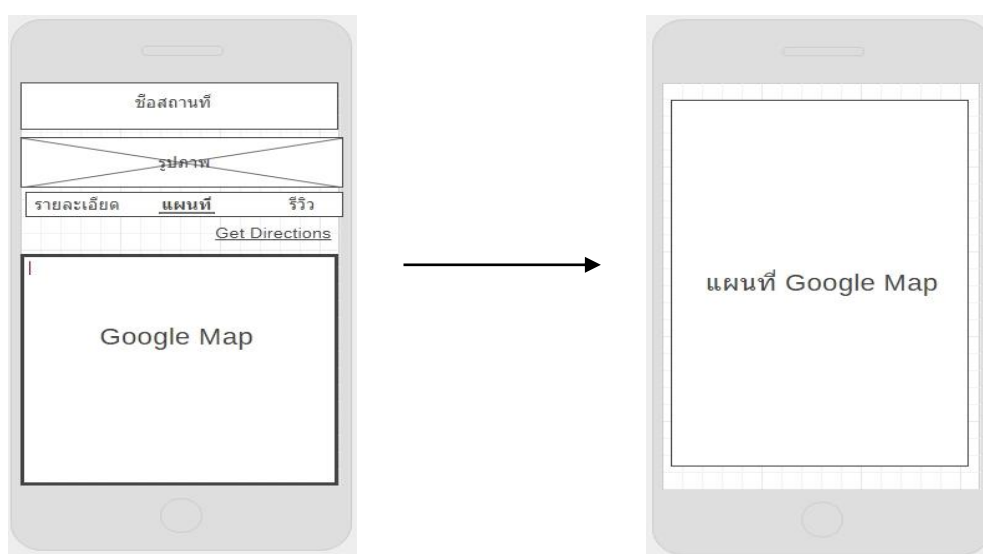 ชื่อสถานที่
รูปภาพ
รายละเอียด แผนที่ รีวิว
Get Directions
Google Map
แผนที่ Google Map